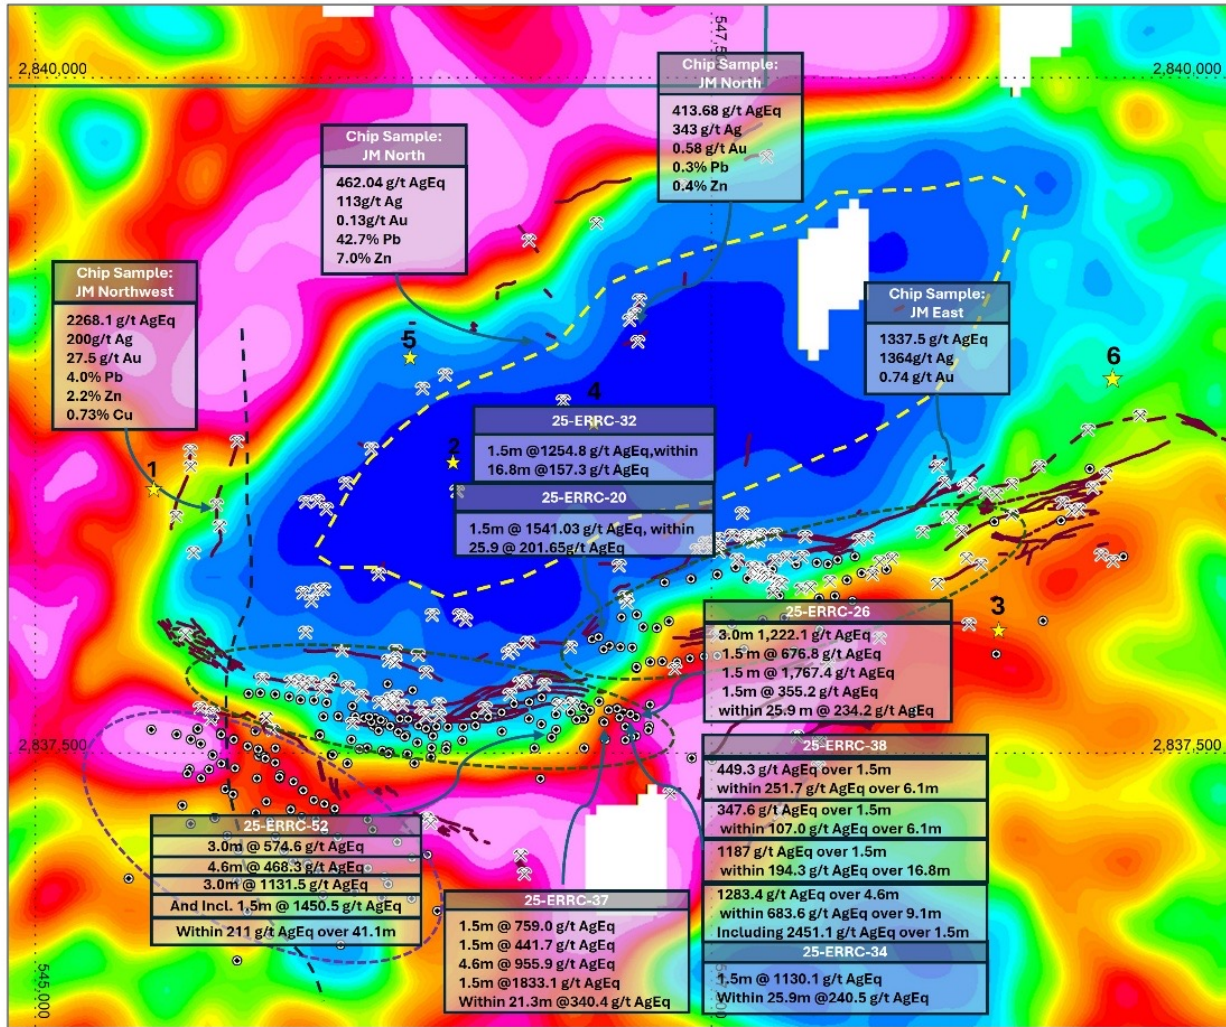 2,840,000
547,500
2,840,000
Chip Sample:
JM North
413.68 g/t AgEq
343 g/t Ag
0.58 g/t Au
0.3% Pb
0.4% Zn
Chip Sample:
JM North
462.04 g/t AgEq
113g/t Ag
0.13g/t Au
42.7% Pb
7.0% Zn
Chip Sample:
JM Northwest
2268.1 g/t AgEq
200g/t Ag
27.5 g/t Au
4.0% Pb
2.2% Zn
0.73% Cu
Chip Sample:
JM East
1337.5 g/t AgEq
1364g/t Ag
0.74 g/t Au
5
6
4
2
1
3
25-ERRC-32
1.5m @1254.8 g/t AgEq,within
16.8m @157.3 g/t AgEq
25-ERRC-20
1.5m @ 1541.03 g/t AgEq, within
25.9 @ 201.65g/t AgEq
25-ERRC-26
3.0m 1,222.1 g/t AgEq
1.5m @ 676.8 g/t AgEq
1.5m @ 1,767.4 g/t AgEq
1.5m @ 355.2 g/t AgEq
within 25.9 m @ 234.2 g/t AgEq
2,837,500
2,837,500
25-ERRC-38
449.3 g/t AgEq over 1.5m
within 251.7 g/t AgEq over 6.1m
347.6 g/t AgEq over 1.5m
within 107.0 g/t AgEq over 6.1m
1187 g/t AgEq over 1.5m
within 194.3 g/t AgEq over 16.8m
1283.4 g/t AgEq over 4.6m
within 683.6 g/t AgEq over 9.1m
Including 2451.1 g/t AgEq over 1.5m
25-ERRC-34
1.5m @ 1130.1 g/t AgEq
Within 25.9m @240.5 g/t AgEq
25-ERRC-52
3.0m @ 574.6 g/t AgEq
4.6m @ 468.3 g/t AgEq
3.0m @ 1131.5 g/t AgEq
And Incl. 1.5m @ 1450.5 g/t AgEq
Within 211 g/t AgEq over 41.1m
25-ERRC-37
1.5m @ 759.0 g/t AgEq
1.5m @ 441.7 g/t AgEq
4.6m @ 955.9 g/t AgEq
1.5m @1833.1 g/t AgEq
Within 21.3m @340.4 g/t AgEq
545,000